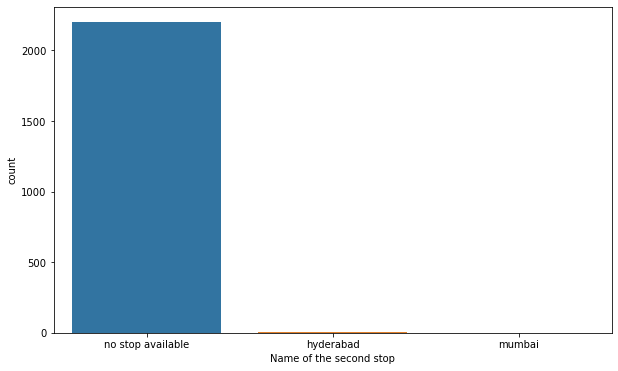 2000
1500
1000
500
0
count
no stop available
hyderabad
mumbai
Name of the second stop